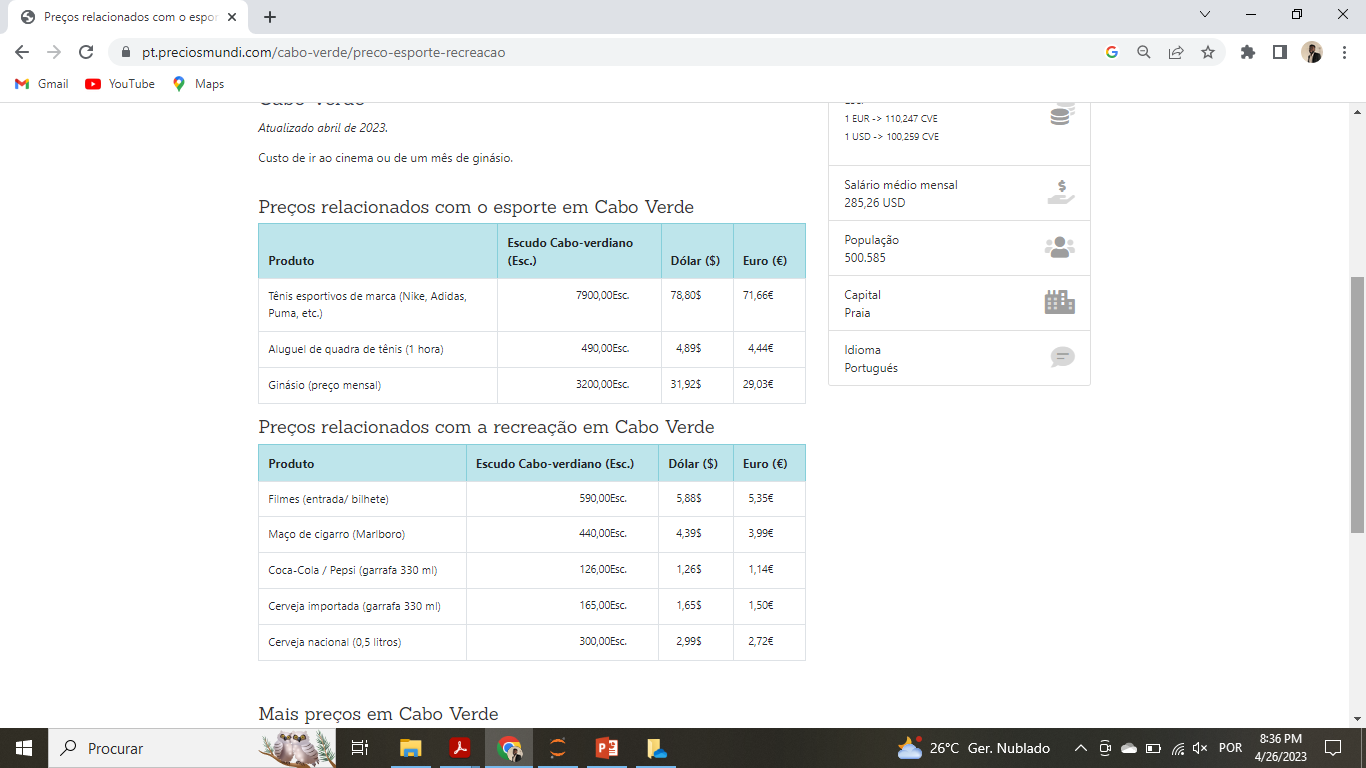 Preços relacionados com o espor
pt.preciosmundi.com/cabo-verde/preco-esporte-recreacao
Gmail YouTube Maps
Cabo Verde
Atualizado abril de 2023.
Custo de ir ao cinema ou de um mês de ginásio.
Preços relacionados com o esporte em Cabo Verde
Produto Escudo Cabo-verdiano (Esc.) Dólar ($) Euro (€)
Tênis esportivos de marca (Nike, Adidas, Puma, etc.) 7900,00Esc. 78,80$ 71,66€
Aluguel de quadra de tênis (1 hora) 490,00Esc. 4,89$ 4,44€
Ginásio (preço mensal) 3200,00Esc. 31,92$ 29,03€
Preços relacionados com a recreação em Cabo Verde
Produto Escudo Cabo-verdiano (Esc.) Dólar ($) Euro (€)
Filmes (entrada/ bilhete) 590,00Esc. 5,88$ 5,35€
Maço de cigarro (Marlboro) 440,00Esc. 4,39$ 3,99€
Coca-Cola / Pepsi (garrafa 330 ml) 126,00Esc. 1,26$ 1,14€
Cerveja importada (garrafa 330 ml) 165,00Esc. 1,65$ 1,50€
Cerveja nacional (0,5 litros) 300,00Esc. 2,99$ 2,72€
Mais preços em Cabo Verde
1 EUR -> 110,247 CVE
1 USD -> 100,259 CVE
Salário médio mensal
285,26 USD
População
500.585
Capital
Praia
Idioma
Português
Procurar
26°C Ger. Nublado
POR
8:36 PM
4/26/2023